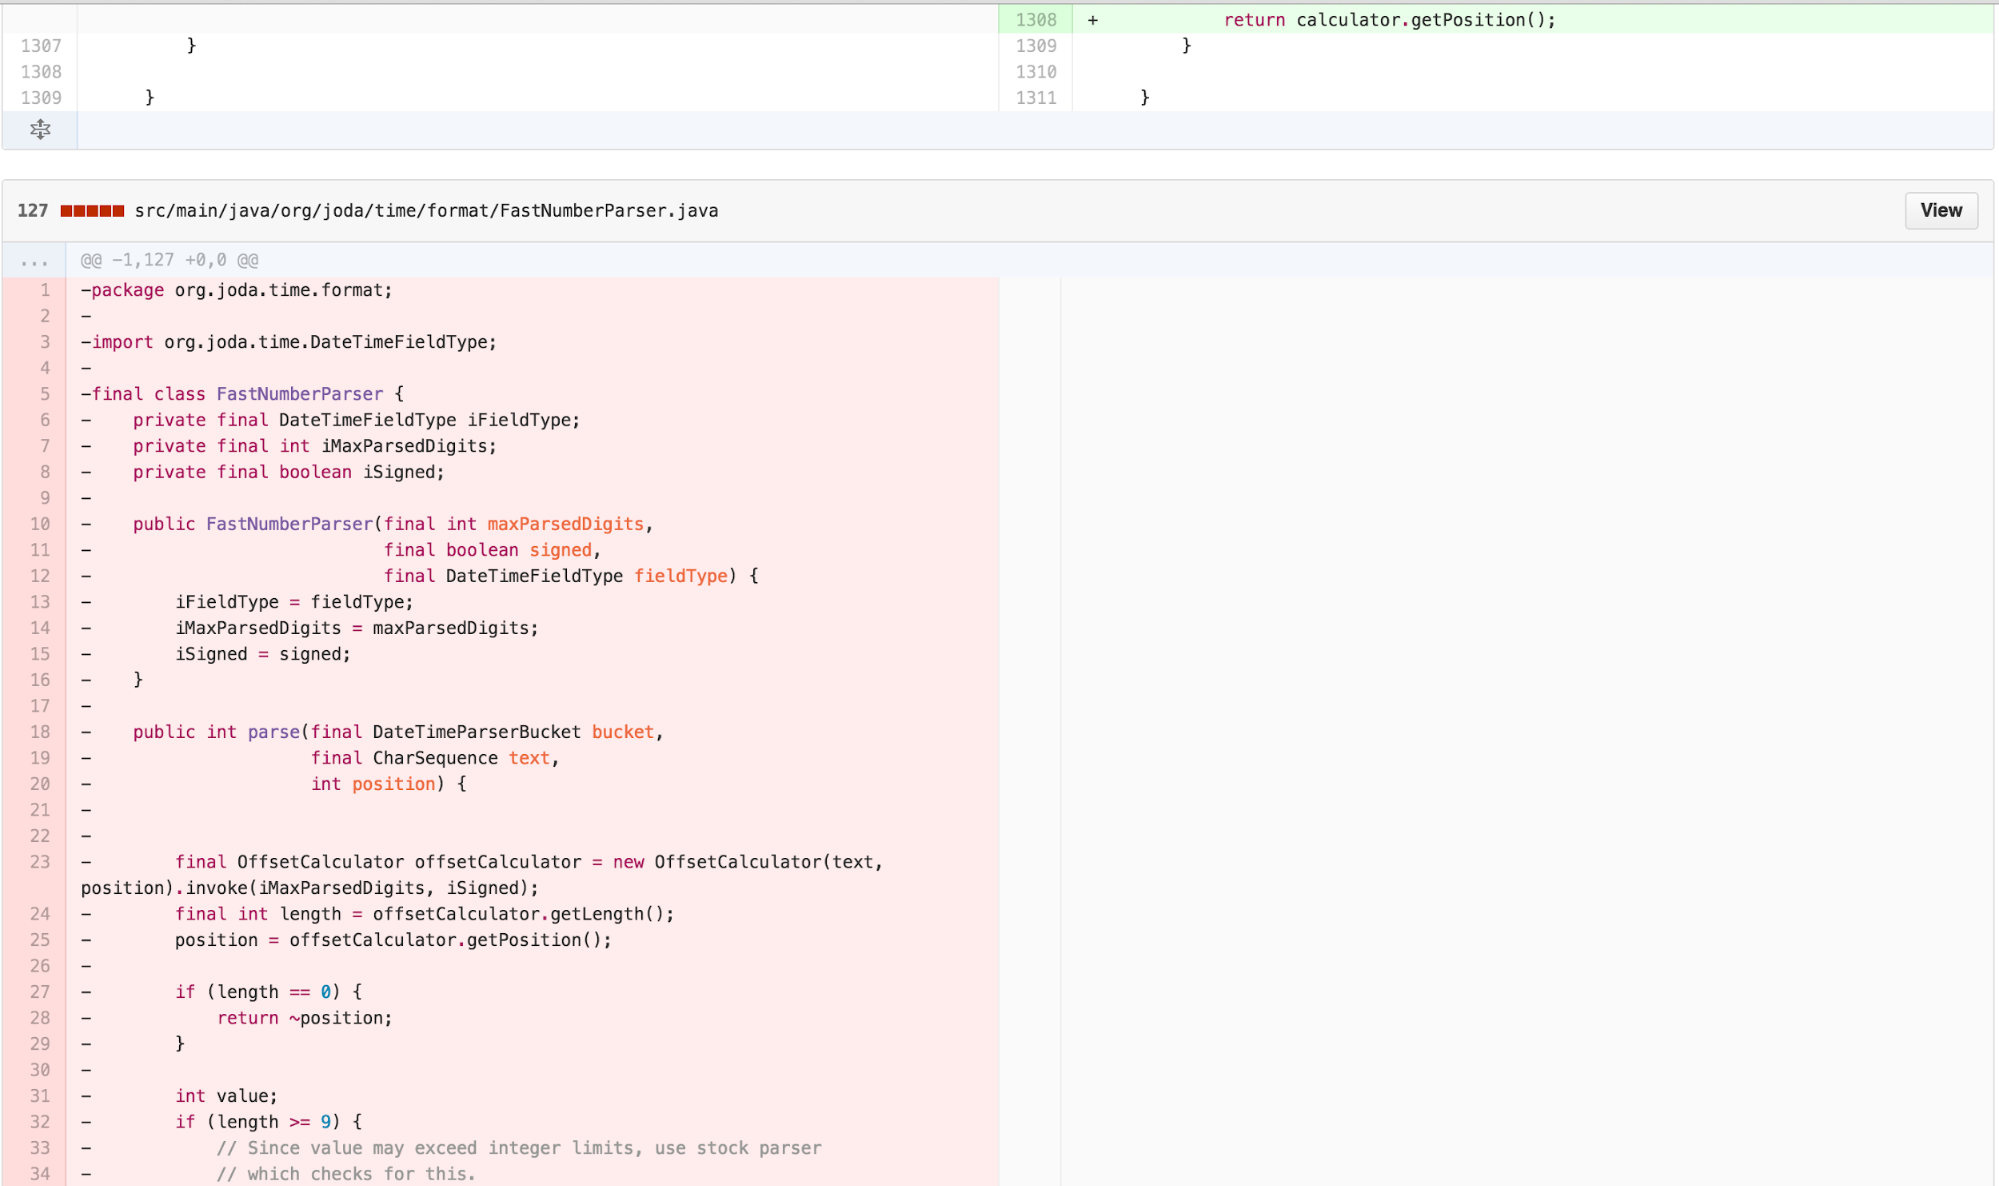 1308 + return calculator.getPosition();
1307 } 1309 }
1308 1310
1309 } 1311 }
127 src/main/java/org/joda/time/format/FastNumberParser.java View
... @@ -1,127 +0,0 @@
1 -package org.joda.time.format;
2 -
3 -import org.joda.time.DateTimeFieldType;
4 -
5 -final class FastNumberParser {
6 -    private final DateTimeFieldType iFieldType;
7 -    private final int iMaxParsedDigits;
8 -    private final boolean iSigned;
9 -
10 -    public FastNumberParser(final int maxParsedDigits,
11 -                            final boolean signed,
12 -                            final DateTimeFieldType fieldType) {
13 -        iFieldType = fieldType;
14 -        iMaxParsedDigits = maxParsedDigits;
15 -        iSigned = signed;
16 -    }
17 -
18 -    public int parse(final DateTimeParserBucket bucket,
19 -                     final CharSequence text,
20 -                     int position) {
21 -
22 -
23 -        final OffsetCalculator offsetCalculator = new OffsetCalculator(text,
position).invoke(iMaxParsedDigits, iSigned);
24 -        final int length = offsetCalculator.getLength();
25 -        position = offsetCalculator.getPosition();
26 -
27 -        if (length == 0) {
28 -            return ~position;
29 -        }
30 -
31 -        int value;
32 -        if (length >= 9) {
33 -            // Since value may exceed integer limits, use stock parser
34 -            // which checks for this.